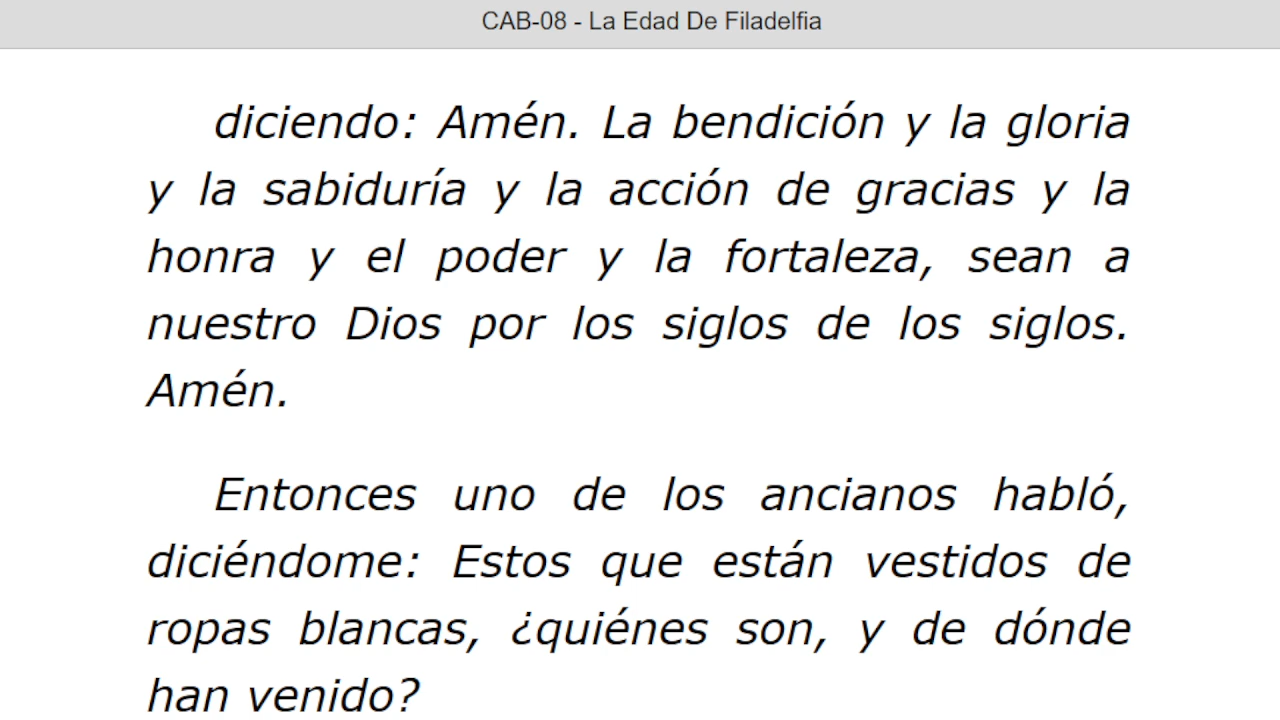 CAB-08 - La Edad De Filadelfia
diciendo: Amén. La bendición y la gloria
y la sabiduría y la acción de gracias y la
honra y el poder y la fortaleza, sean a
nuestro Dios por los siglos de los siglos.
Amén.
Entonces uno de los ancianos habló,
diciéndome: Estos que están vestidos de
ropas blancas, ¿quiénes son, y de dónde
han venido?